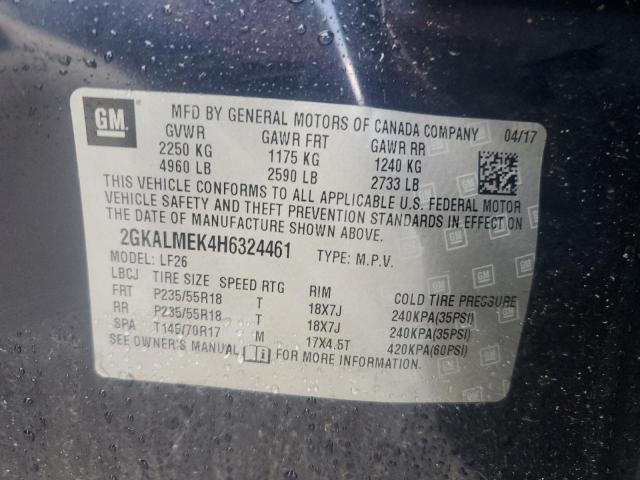 GM
MFD BY GENERAL MOTORS OF CANADA COMPANY 04/17
GVWR GAWR FRT GAWR RR
2250 KG 1175 KG 1240 KG
4960 LB 2590 LB 2733 LB
THIS VEHICLE CONFORMS TO ALL APPLICABLE U.S. FEDERAL MOTOR
VEHICLE SAFETY AND THEFT PREVENTION STANDARDS IN EFFECT ON
THE DATE OF MANUFACTURE SHOWN ABOVE.
2GKALMEK4H6324461 TYPE: M.P.V.
MODEL: LF26
LBCJ TIRE SIZE SPEED RTG RIM COLD TIRE PRESSURE
FRT P235/55R18 T 18X7J 240KPA(35PSI)
RR P235/55R18 T 18X7J 240KPA(35PSI)
SPA T145/70R17 M 17X4.5T 420KPA(60PSI)
SEE OWNER'S MANUAL FOR MORE INFORMATION.